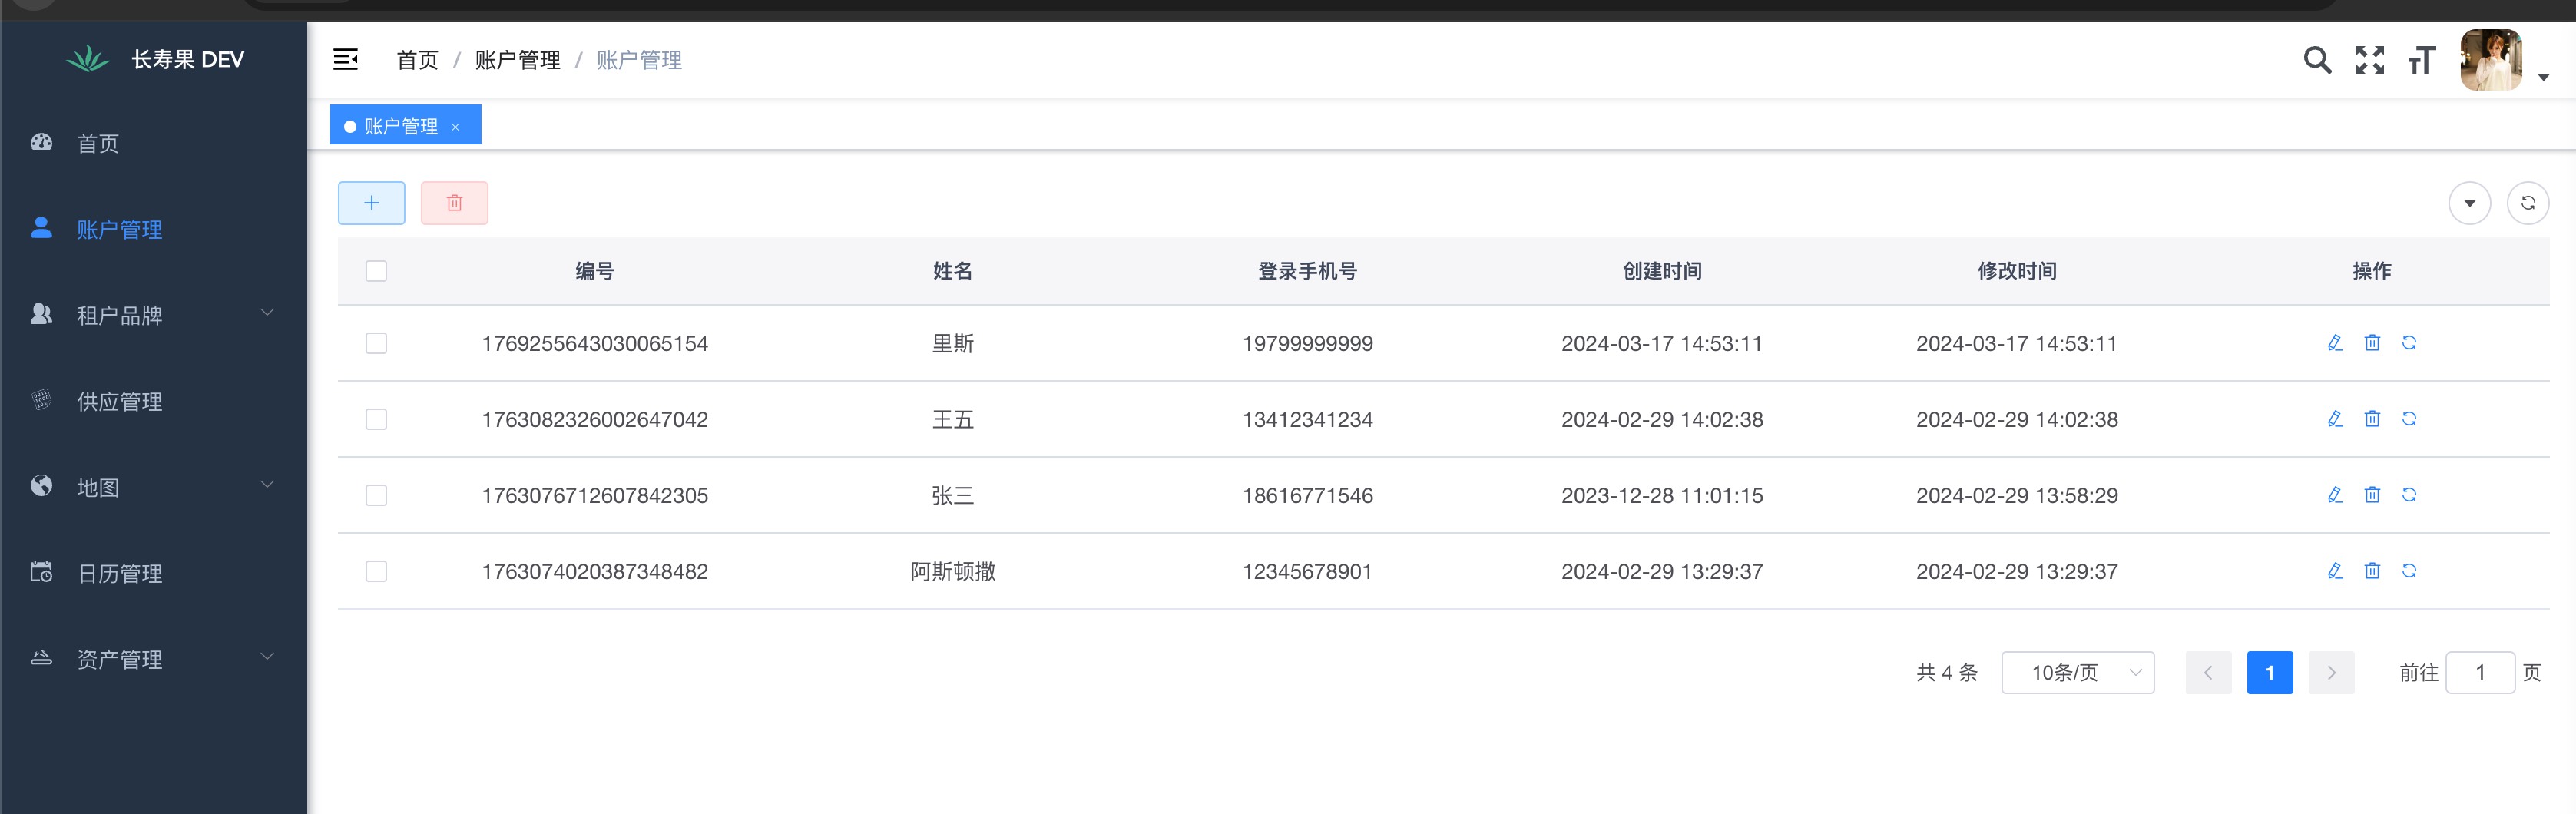 长寿果 DEV
首页 / 账户管理 / 账户管理
账户管理 ×
首页
账户管理
租户品牌
供应管理
地图
日历管理
资产管理
编号 姓名 登录手机号 创建时间 修改时间 操作
1769255643030065154 里斯 19799999999 2024-03-17 14:53:11 2024-03-17 14:53:11
1763082326002647042 王五 13412341234 2024-02-29 14:02:38 2024-02-29 14:02:38
1763076712607842305 张三 18616771546 2023-12-28 11:01:15 2024-02-29 13:58:29
1763074020387348482 阿斯顿撒 12345678901 2024-02-29 13:29:37 2024-02-29 13:29:37
共 4 条 10条/页 1 前往 1 页